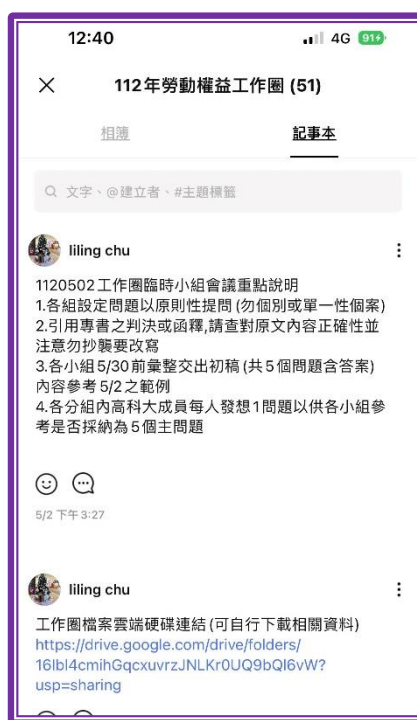 12:40
4G 91
112年勞動權益工作圈 (51)
相簿
記事本
文字、@建立者、#主題標籤
liling chu
1120502工作圈臨時小組會議重點說明
1.各組設定問題以原則性提問(勿個別或單一性個案)
2.引用專書之判決或函釋,請查對原文內容正確性並
注意勿抄襲要改寫
3.各小組5/30前彙整交出初稿(共5個問題含答案)
內容參考5/2之範例
4.各分組內高科大成員每人發想1問題以供各小組參
考是否採納為5個主問題
5/2 下午3:27
liling chu
工作圈檔案雲端硬碟連結(可自行下載相關資料)
https://drive.google.com/drive/folders/
16lbl4cmihGqcxuvrzJNLKr0UQ9bQl6vW?
usp=sharing